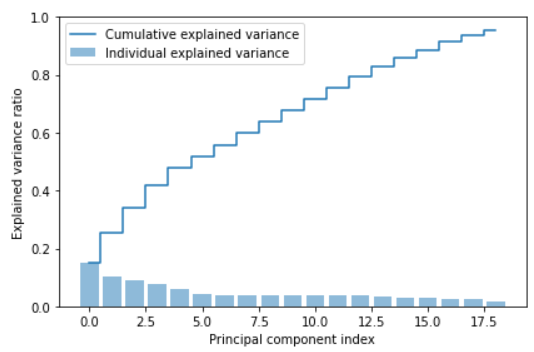 1.0
Cumulative explained variance
Individual explained variance
0.8
0.6
0.4
0.2
0.0
Explained variance ratio
0.0 2.5 5.0 7.5 10.0 12.5 15.0 17.5
Principal component index